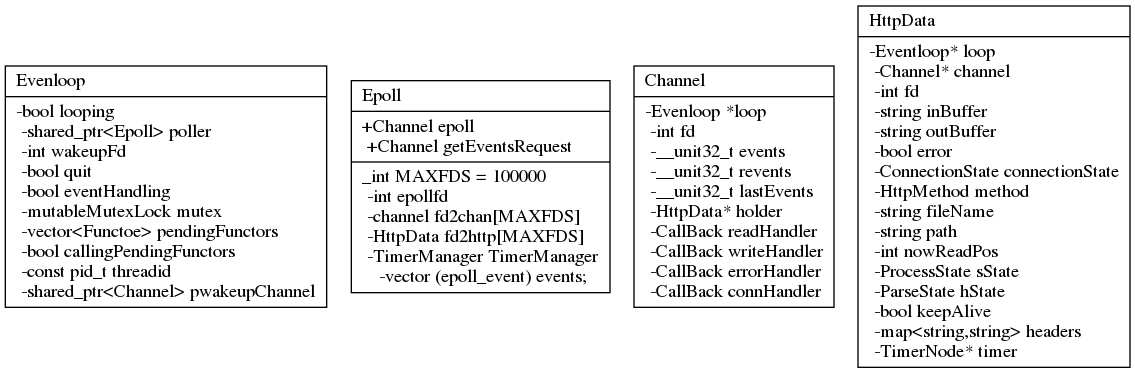 Evenloop
-bool looping
-shared_ptr<Epoll> poller
-int wakeupFd
-bool quit
-bool eventHandling
-mutableMutexLock mutex
-vector<Functoe> pendingFunctors
-bool callingPendingFunctors
-const pid_t threadid
-shared_ptr<Channel> pwakeupChannel
Epoll
+Channel epoll
+Channel getEventsRequest
_int MAXFDS = 100000
-int epollfd
-channel fd2chan[MAXFDS]
-HttpData fd2http[MAXFDS]
-TimerManager TimerManager
-vector (epoll_event) events;
Channel
-Evenloop *loop
-int fd
-__unit32_t events
-__unit32_t revents
-__unit32_t lastEvents
-HttpData* holder
-CallBack readHandler
-CallBack writeHandler
-CallBack errorHandler
-CallBack connHandler
HttpData
-Eventloop* loop
-Channel* channel
-int fd
-string inBuffer
-string outBuffer
-bool error
-ConnectionState connectionState
-HttpMethod method
-string fileName
-string path
-int nowReadPos
-ProcessState sState
-ParseState hState
-bool keepAlive
-map<string,string> headers
-TimerNode* timer